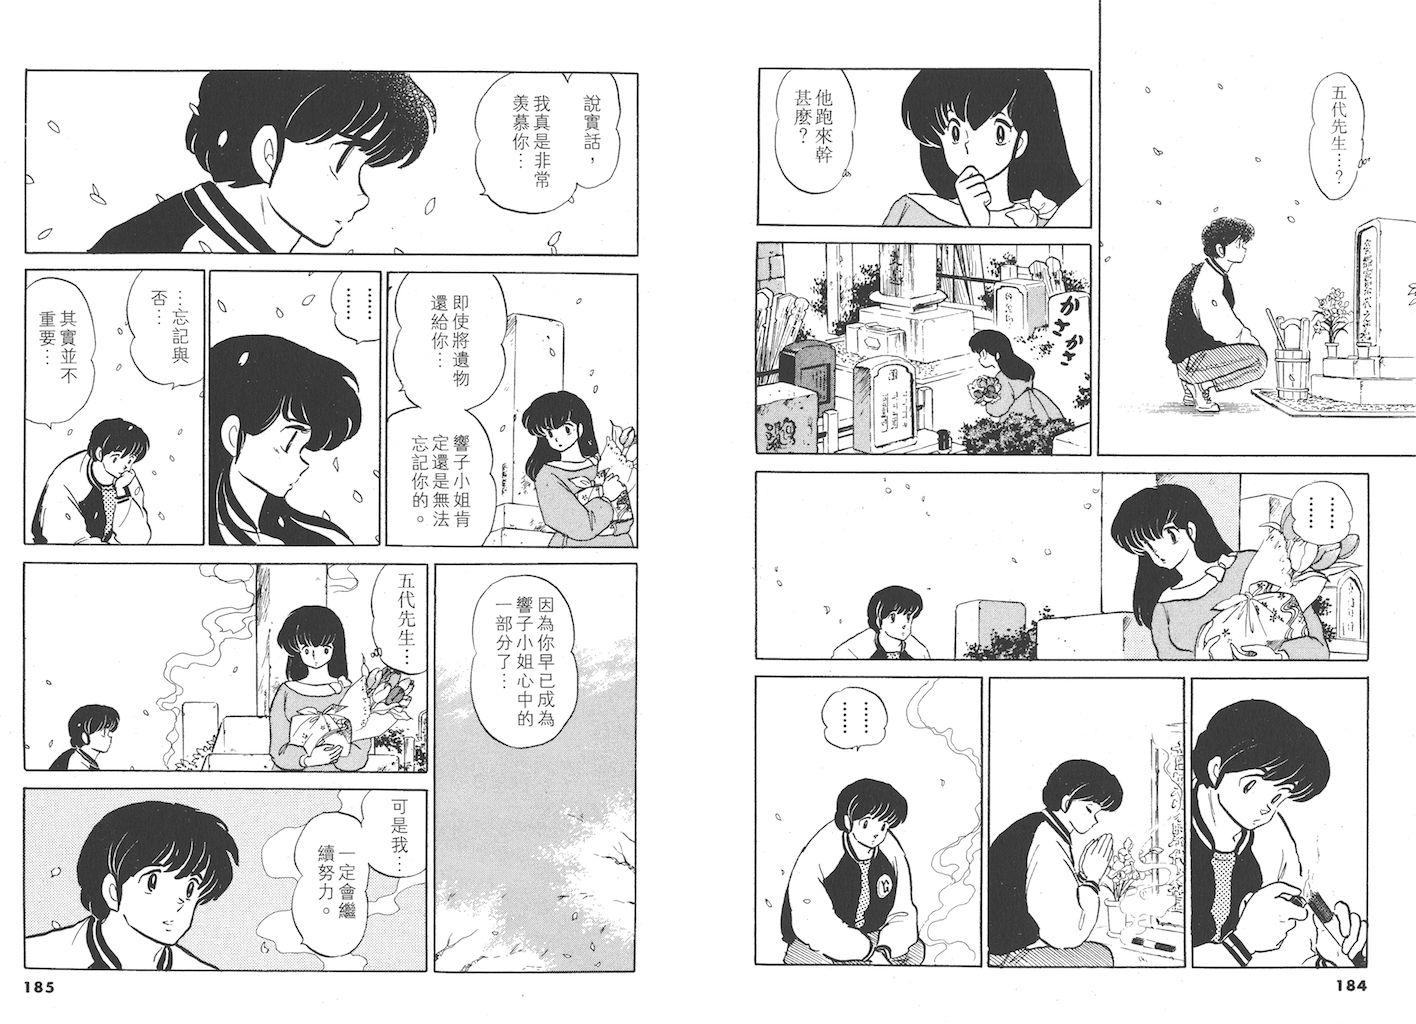 五代先生…?
他跑來幹
甚麼?
かさかさ
……
……
184
說實話,
我真是非常
羨慕你…
即使將遺物
還給你…
響子小姐肯
定還是無法
忘記你的。
……
…忘記與
否…
其實並不
重要…
因為你早已成為
響子小姐心中的
一部分了…
五代先生…
可是我…
一定會繼
續努力。
185